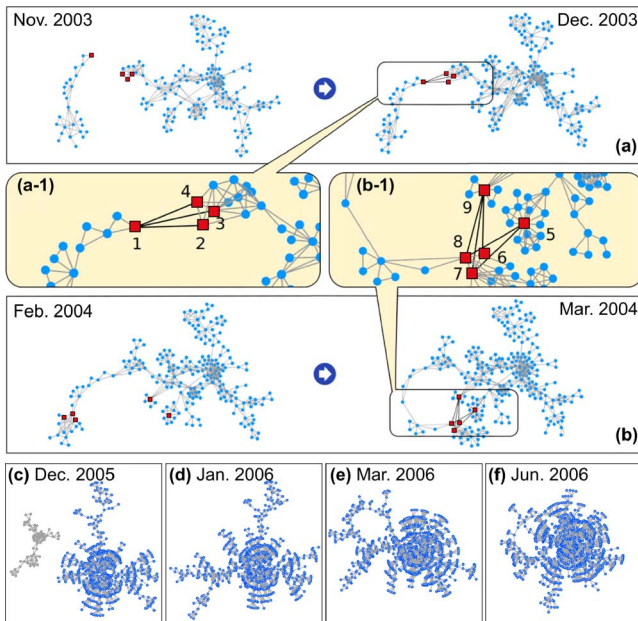 Nov. 2003
Dec. 2003
(a)
(a-1)
4
3
1
2
(b-1)
9
5
8
6
7
Feb. 2004
Mar. 2004
(b)
(c) Dec. 2005
(d) Jan. 2006
(e) Mar. 2006
(f) Jun. 2006